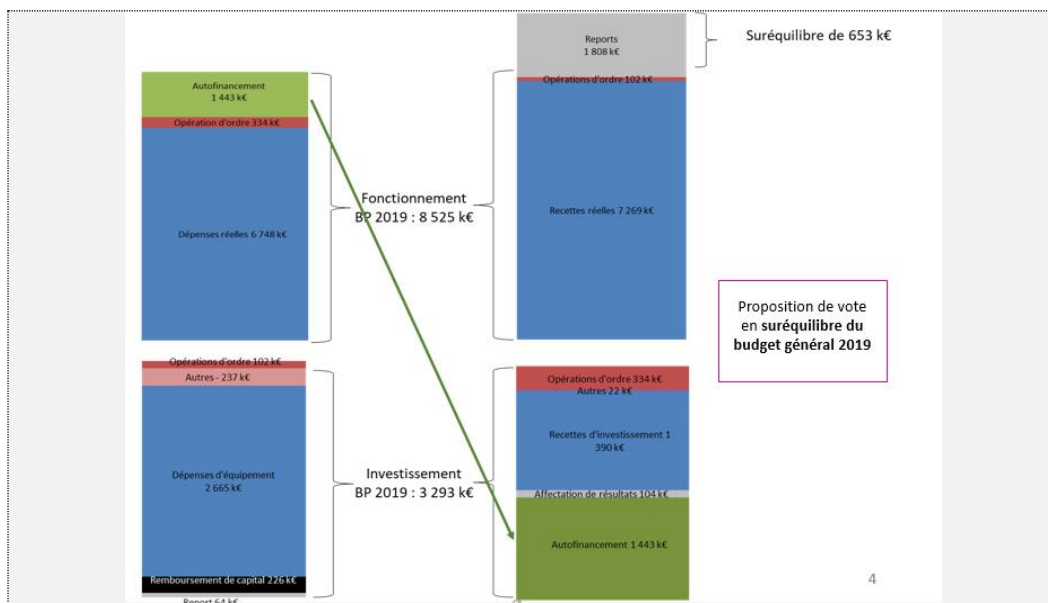 Reports
1 808 k€
Suréquilibre de 653 k€
Opérations d'ordre 102 k€
Autofinancement
1 443 k€
Opération d'ordre 334 k€
Fonctionnement
BP 2019 : 8 525 k€
Dépenses réelles 6 748 k€
Recettes réelles 7 269 k€
Proposition de vote
en suréquilibre du
budget général 2019
Opérations d'ordre 102 k€
Autres - 237 k€
Dépenses d'équipement
2 665 k€
Remboursement de capital 226 k€
Report 64 k€
Investissement
BP 2019 : 3 293 k€
Opérations d'ordre 334 k€
Autres 22 k€
Recettes d'investissement 1
390 k€
Affectation de résultats 104 k€
Autofinancement 1 443 k€
4